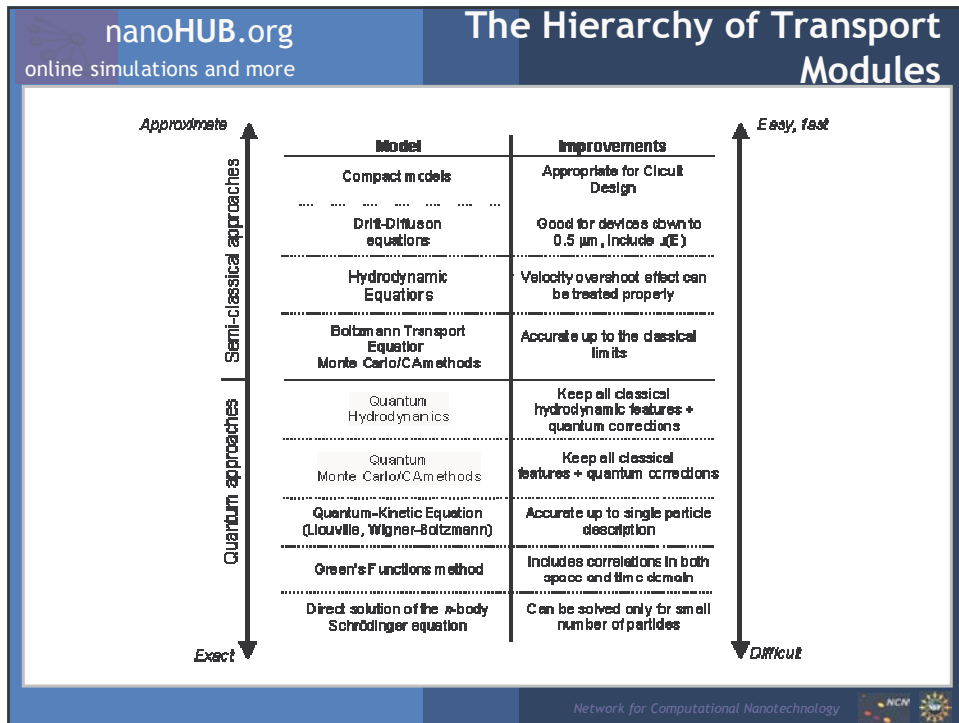 nanoHUB.org
online simulations and more
The Hierarchy of Transport
Modules
Approximate
Easy, fast
Semi-classical approaches
Quantum approaches
Model
Improvements
Compact models
Appropriate for Circuit
Design
Drift-Diffusion
equations
Good for devices down to
0.5 µm, include µ(E)
Hydrodynamic
Equations
Velocity overshoot effect can
be treated properly
Boltzmann Transport
Equation
Monte Carlo/CA methods
Accurate up to the classical
limits
Quantum
Hydrodynamics
Keep all classical
hydrodynamic features +
quantum corrections
Quantum
Monte Carlo/CA methods
Keep all classical
features + quantum corrections
Quantum-Kinetic Equation
(Liouville, Wigner-Boltzmann)
Accurate up to single particle
description
Green's Functions method
Includes correlations in both
space and time domain
Direct solution of the n-body
Schrödinger equation
Can be solved only for small
number of particles
Exact
Difficult
Network for Computational Nanotechnology
NCN